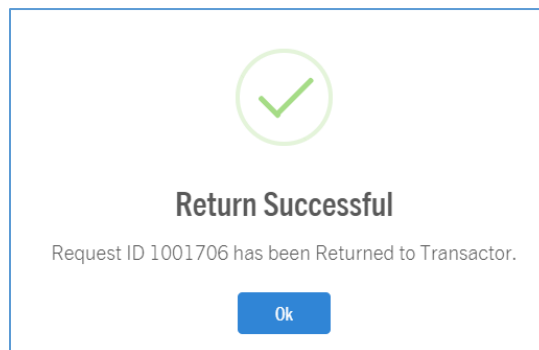 Return Successful
Request ID 1001706 has been Returned to Transactor.
Ok